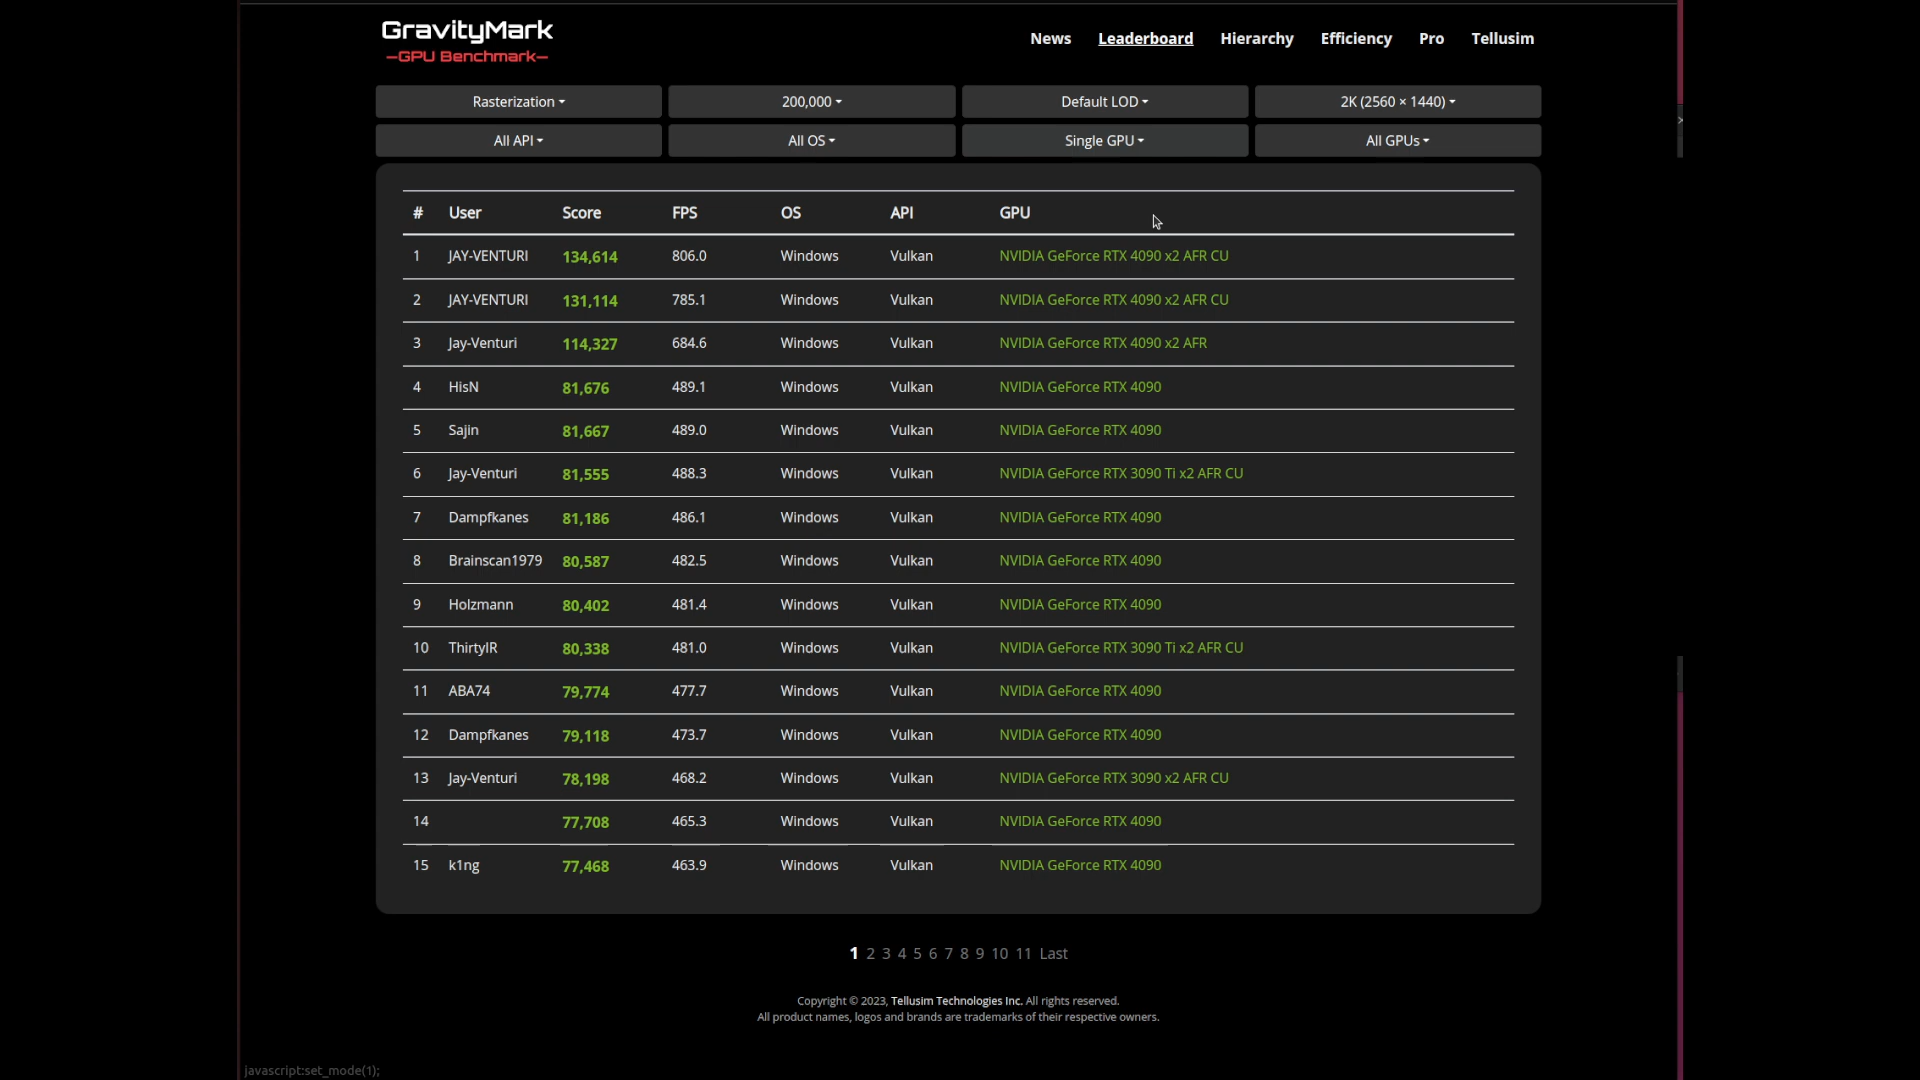 GravityMark
—GPU Benchmark—
News Leaderboard Hierarchy Efficiency Pro Tellusim
Rasterization 200,000 Default LOD 2K (2560 × 1440)
All API All OS Single GPU All GPUs
# User Score FPS OS API GPU
1 JAY-VENTURI 134,614 806.0 Windows Vulkan NVIDIA GeForce RTX 4090 x2 AFR CU
2 JAY-VENTURI 131,114 785.1 Windows Vulkan NVIDIA GeForce RTX 4090 x2 AFR CU
3 Jay-Venturi 114,327 684.6 Windows Vulkan NVIDIA GeForce RTX 4090 x2 AFR
4 HisN 81,676 489.1 Windows Vulkan NVIDIA GeForce RTX 4090
5 Sajin 81,667 489.0 Windows Vulkan NVIDIA GeForce RTX 4090
6 Jay-Venturi 81,555 488.3 Windows Vulkan NVIDIA GeForce RTX 3090 Ti x2 AFR CU
7 Dampfkanes 81,186 486.1 Windows Vulkan NVIDIA GeForce RTX 4090
8 Brainscan1979 80,587 482.5 Windows Vulkan NVIDIA GeForce RTX 4090
9 Holzmann 80,402 481.4 Windows Vulkan NVIDIA GeForce RTX 4090
10 ThirtyIR 80,338 481.0 Windows Vulkan NVIDIA GeForce RTX 3090 Ti x2 AFR CU
11 ABA74 79,774 477.7 Windows Vulkan NVIDIA GeForce RTX 4090
12 Dampfkanes 79,118 473.7 Windows Vulkan NVIDIA GeForce RTX 4090
13 Jay-Venturi 78,198 468.2 Windows Vulkan NVIDIA GeForce RTX 3090 x2 AFR CU
14 77,708 465.3 Windows Vulkan NVIDIA GeForce RTX 4090
15 k1ng 77,468 463.9 Windows Vulkan NVIDIA GeForce RTX 4090
1 2 3 4 5 6 7 8 9 10 11 Last
Copyright © 2023, Tellusim Technologies Inc. All rights reserved.
All product names, logos and brands are trademarks of their respective owners.
javascript:set_mode(1);